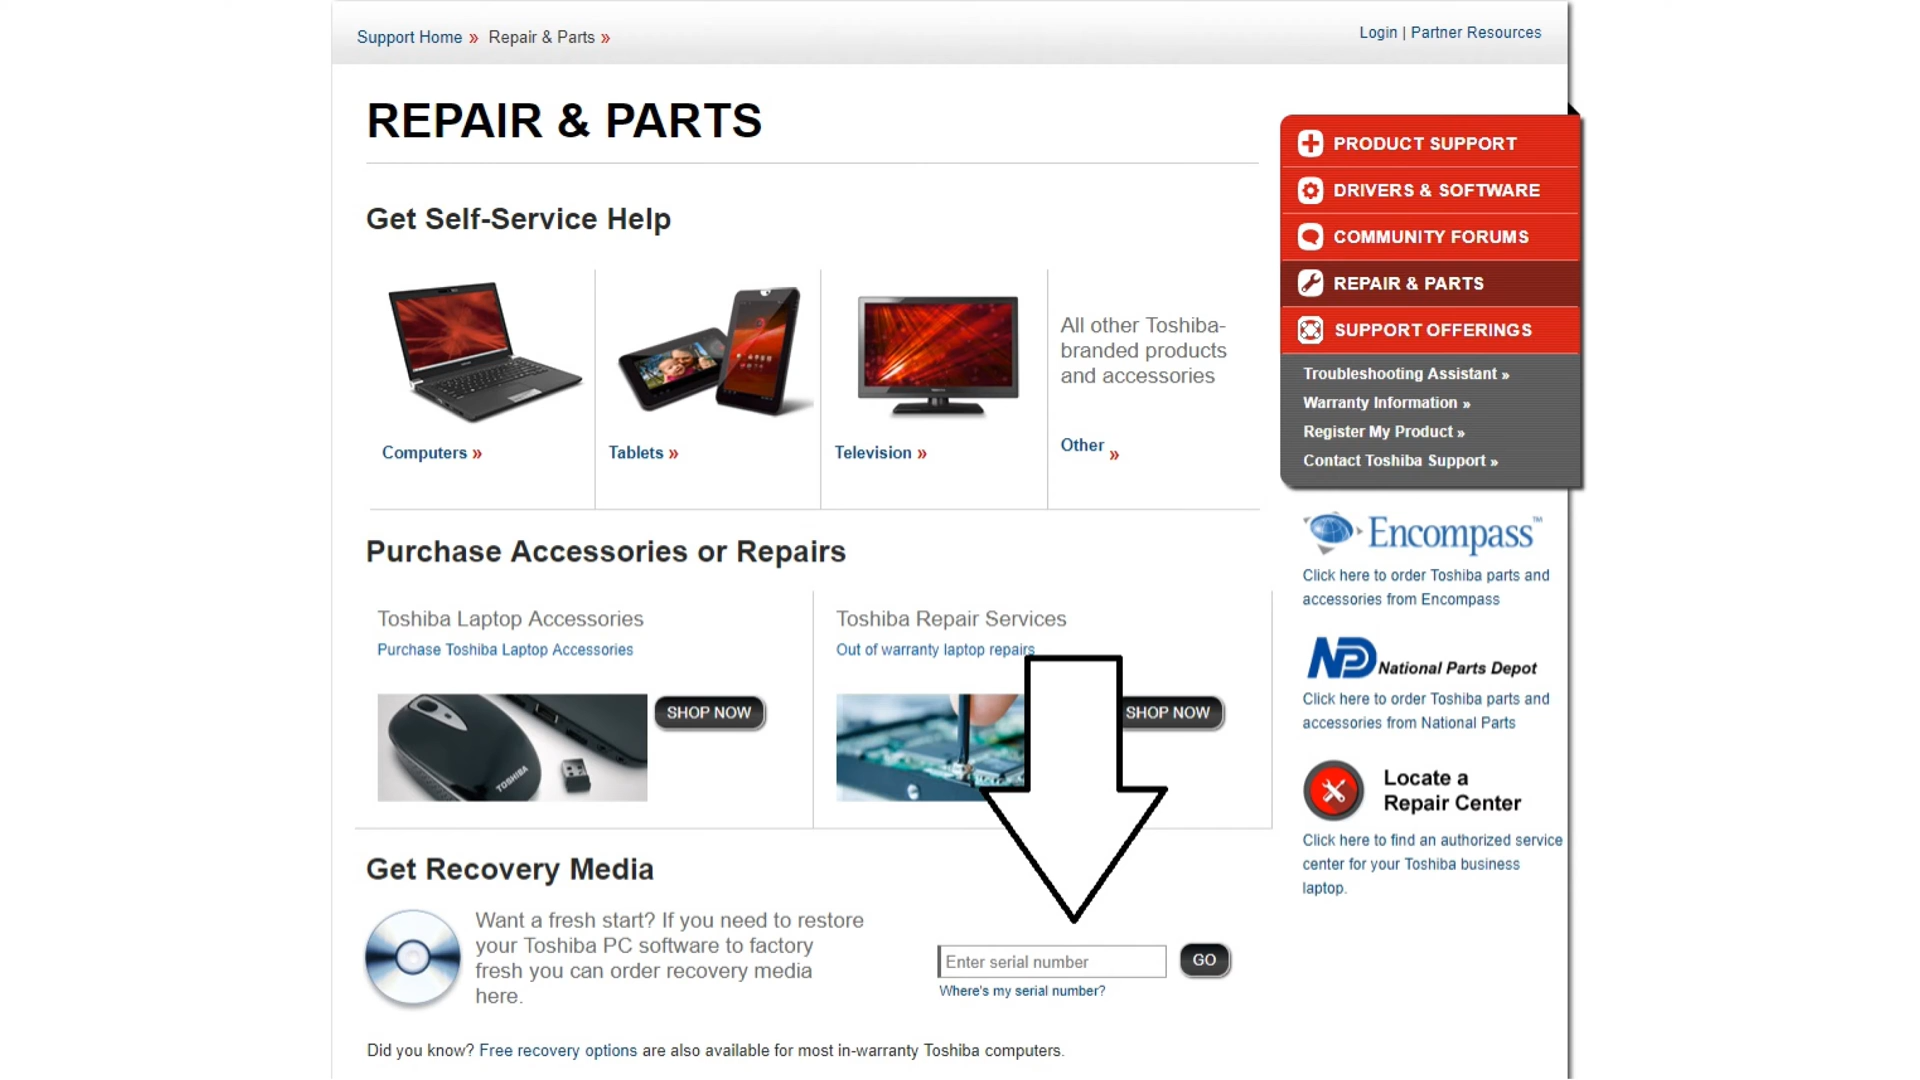 Support Home » Repair & Parts »
Login | Partner Resources
REPAIR & PARTS
Get Self-Service Help
Computers »
Tablets »
Television »
All other Toshiba-
branded products
and accessories
Other »
Purchase Accessories or Repairs
Toshiba Laptop Accessories
Purchase Toshiba Laptop Accessories
TOSHIBA
SHOP NOW
Toshiba Repair Services
Out of warranty laptop repairs
SHOP NOW
Get Recovery Media
Want a fresh start? If you need to restore
your Toshiba PC software to factory
fresh you can order recovery media
here.
Enter serial number
GO
Where's my serial number?
Did you know? Free recovery options are also available for most in-warranty Toshiba computers.
PRODUCT SUPPORT
DRIVERS & SOFTWARE
COMMUNITY FORUMS
REPAIR & PARTS
SUPPORT OFFERINGS
Troubleshooting Assistant »
Warranty Information »
Register My Product »
Contact Toshiba Support »
Encompass™
Click here to order Toshiba parts and
accessories from Encompass
NPD National Parts Depot
Click here to order Toshiba parts and
accessories from National Parts
Locate a
Repair Center
Click here to find an authorized service
center for your Toshiba business
laptop.